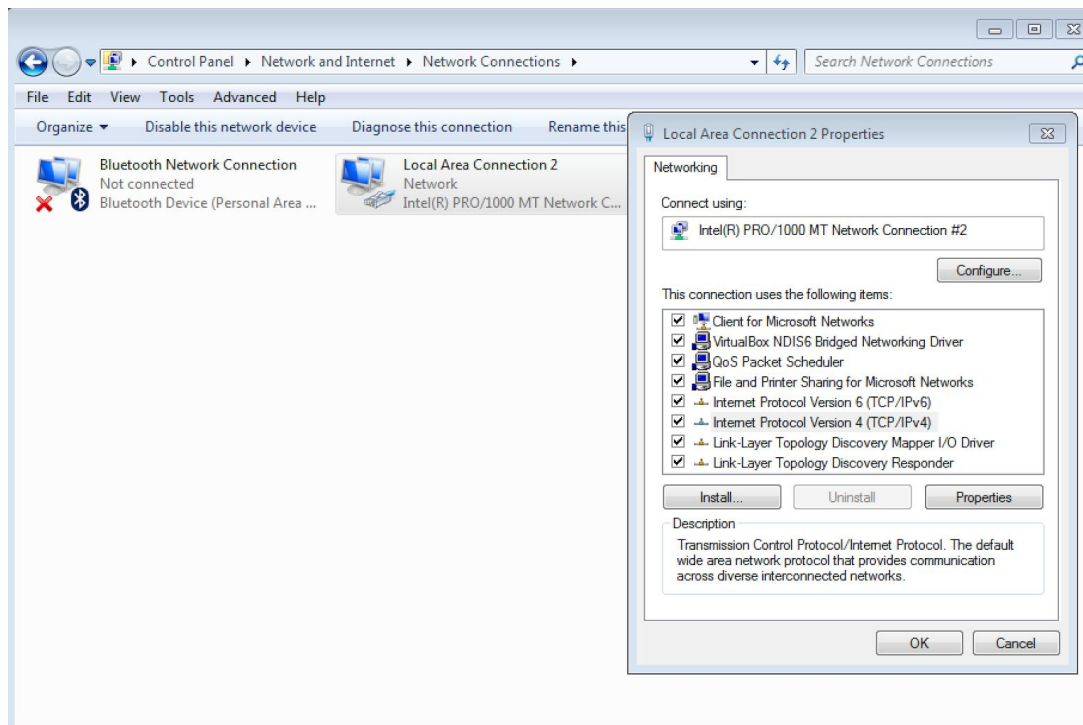 Control Panel Network and Internet Network Connections
Search Network Connections
File Edit View Tools Advanced Help
Organize Disable this network device Diagnose this connection Rename this
Bluetooth Network Connection
Not connected
Bluetooth Device (Personal Area ...
Local Area Connection 2
Network
Intel(R) PRO/1000 MT Network C...
Local Area Connection 2 Properties
Networking
Connect using:
Intel(R) PRO/1000 MT Network Connection #2
Configure...
This connection uses the following items:
Client for Microsoft Networks
VirtualBox NDIS6 Bridged Networking Driver
QoS Packet Scheduler
File and Printer Sharing for Microsoft Networks
Internet Protocol Version 6 (TCP/IPv6)
Internet Protocol Version 4 (TCP/IPv4)
Link-Layer Topology Discovery Mapper I/O Driver
Link-Layer Topology Discovery Responder
Install... Uninstall Properties
Description
Transmission Control Protocol/Internet Protocol. The default
wide area network protocol that provides communication
across diverse interconnected networks.
OK Cancel